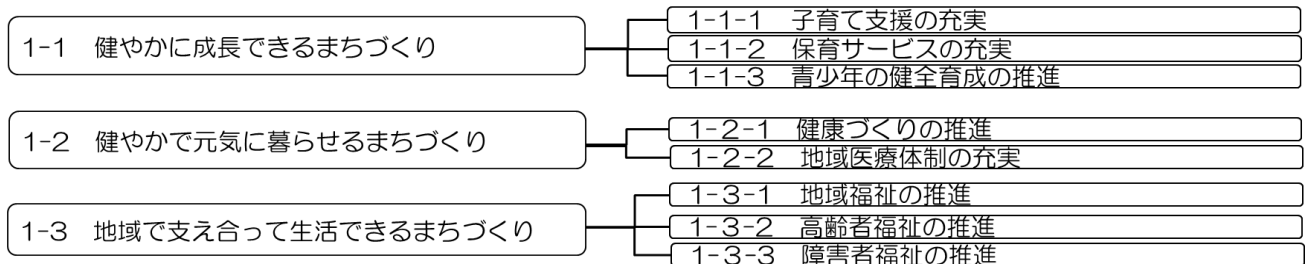 1-1 健やかに成長できるまちづくり
1-1-1 子育て支援の充実
1-1-2 保育サービスの充実
1-1-3 青少年の健全育成の推進
1-2 健やかで元気に暮らせるまちづくり
1-2-1 健康づくりの推進
1-2-2 地域医療体制の充実
1-3 地域で支え合って生活できるまちづくり
1-3-1 地域福祉の推進
1-3-2 高齢者福祉の推進
1-3-3 障害者福祉の推進